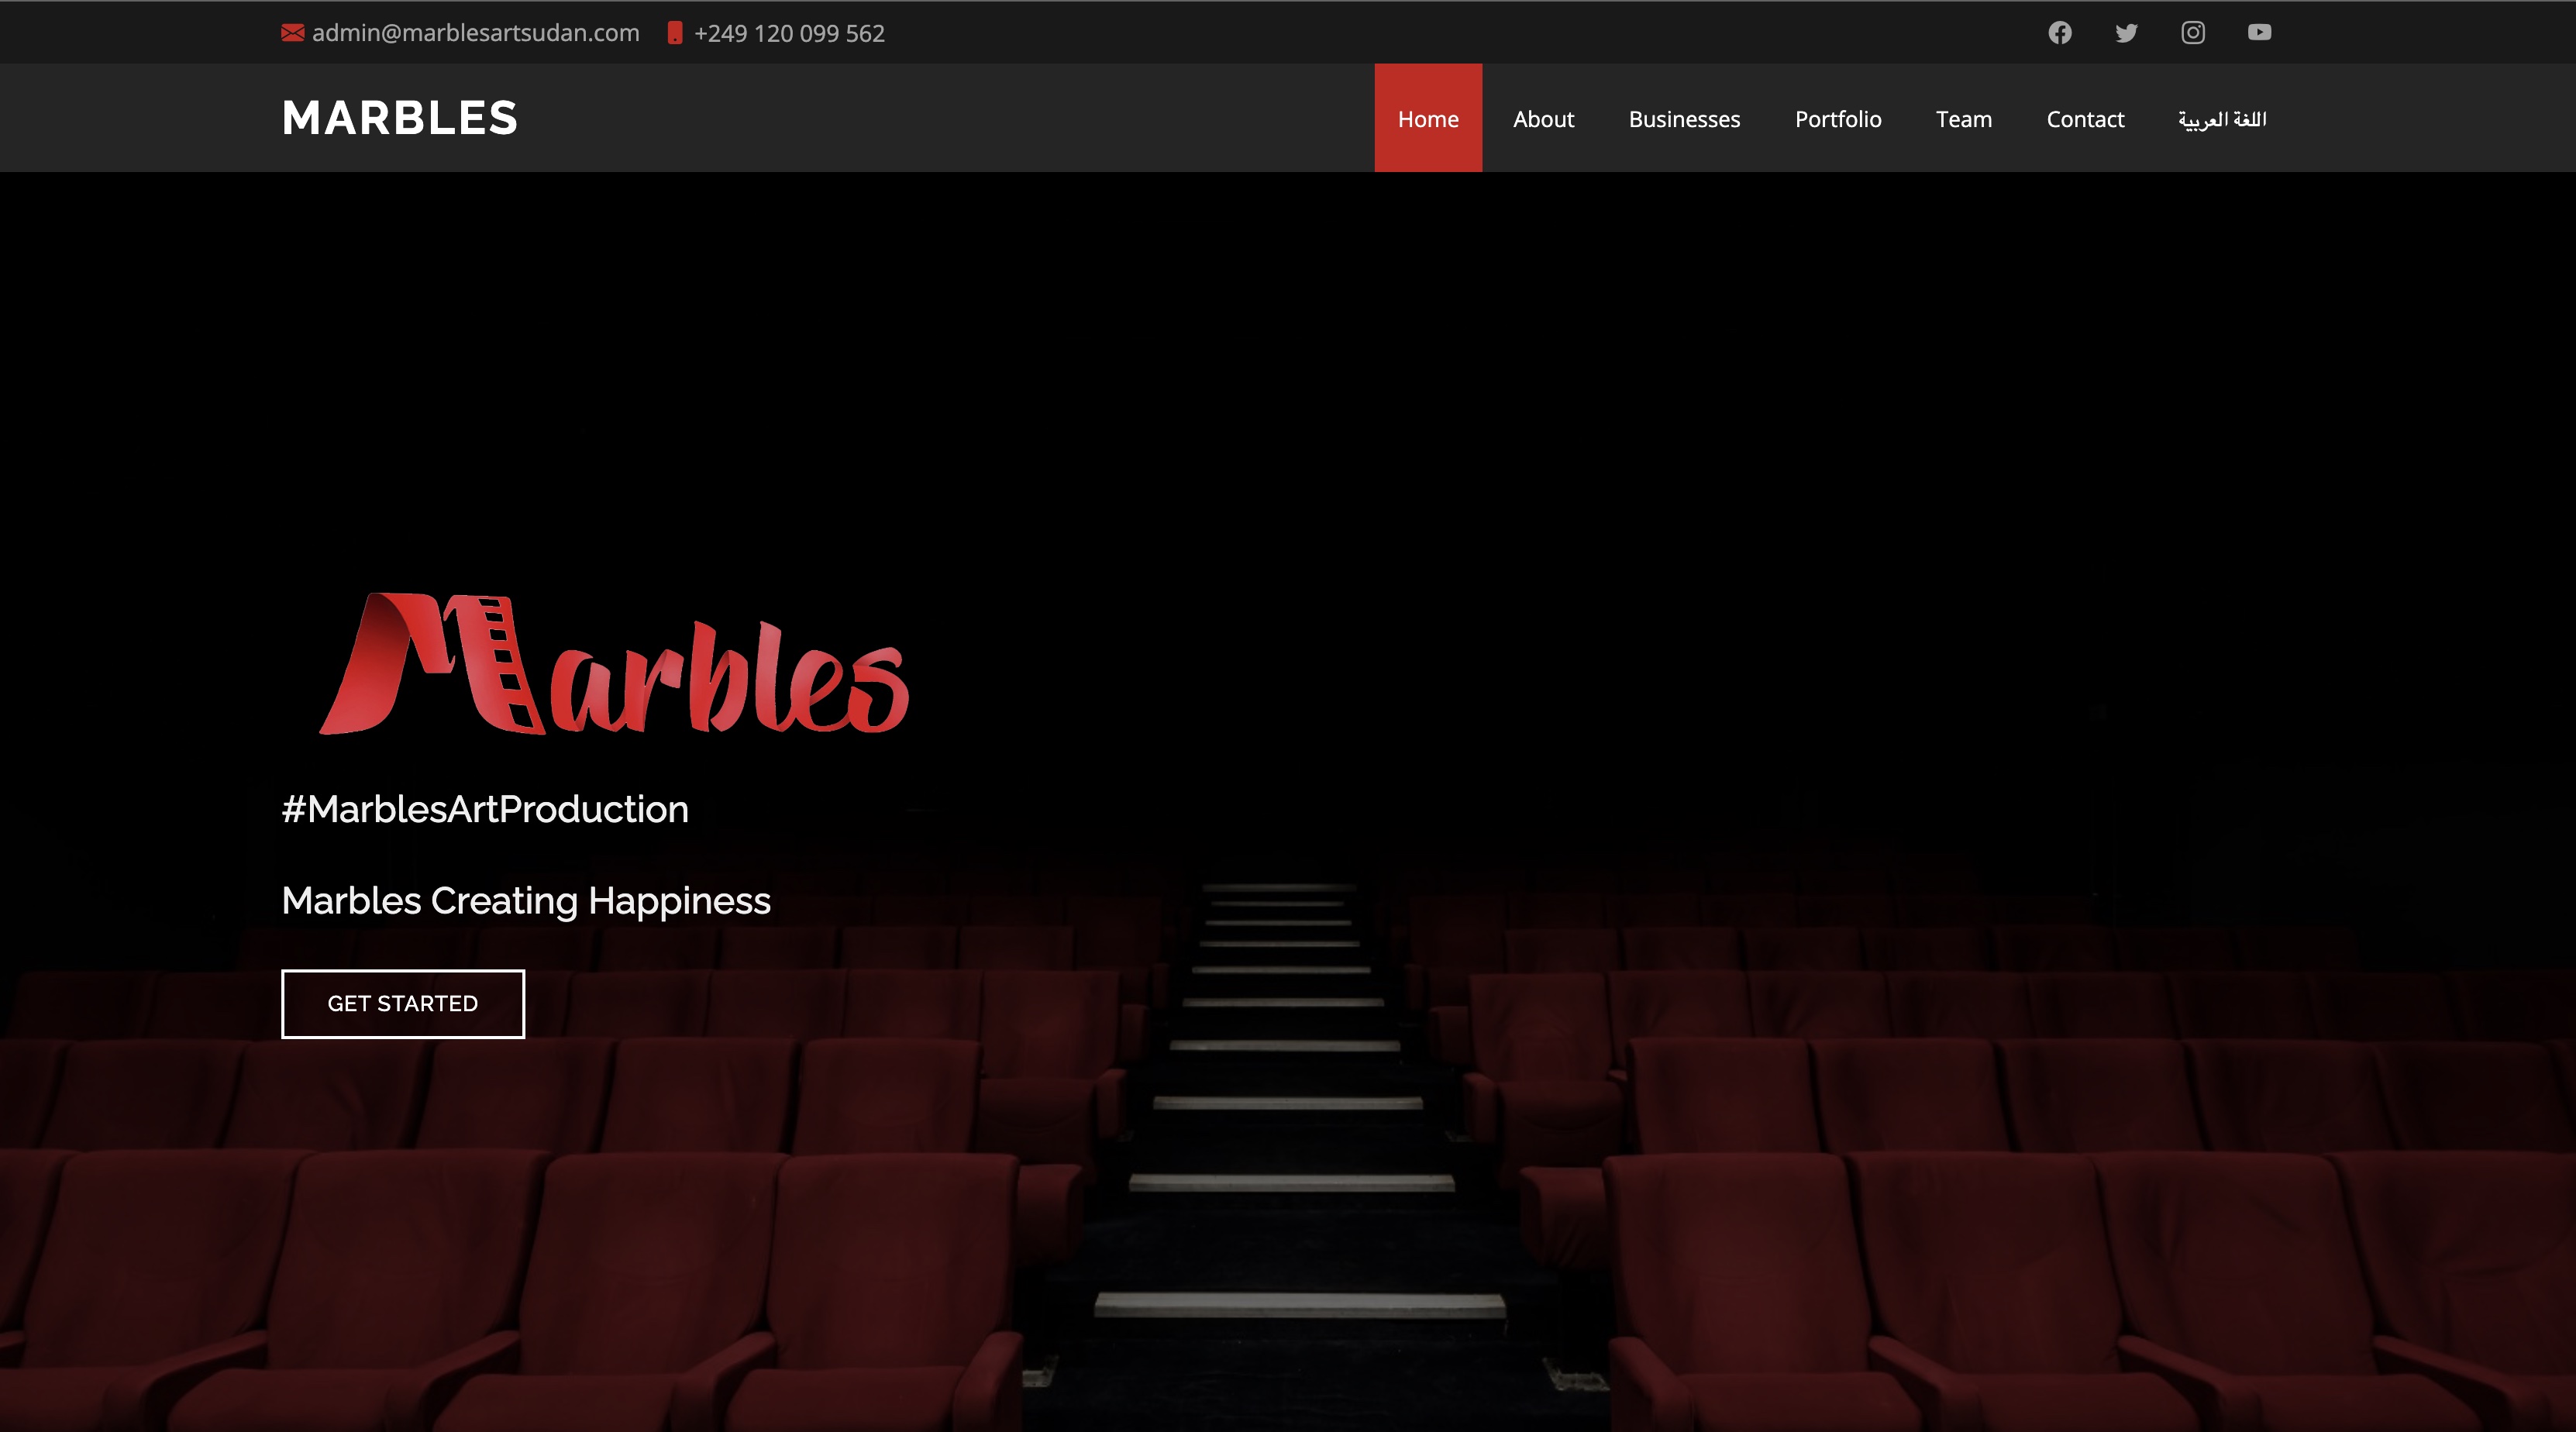 admin@marblesartsudan.com +249 120 099 562
MARBLES
Home About Businesses Portfolio Team Contact اللغة العربية
Marbles
#MarblesArtProduction
Marbles Creating Happiness
GET STARTED